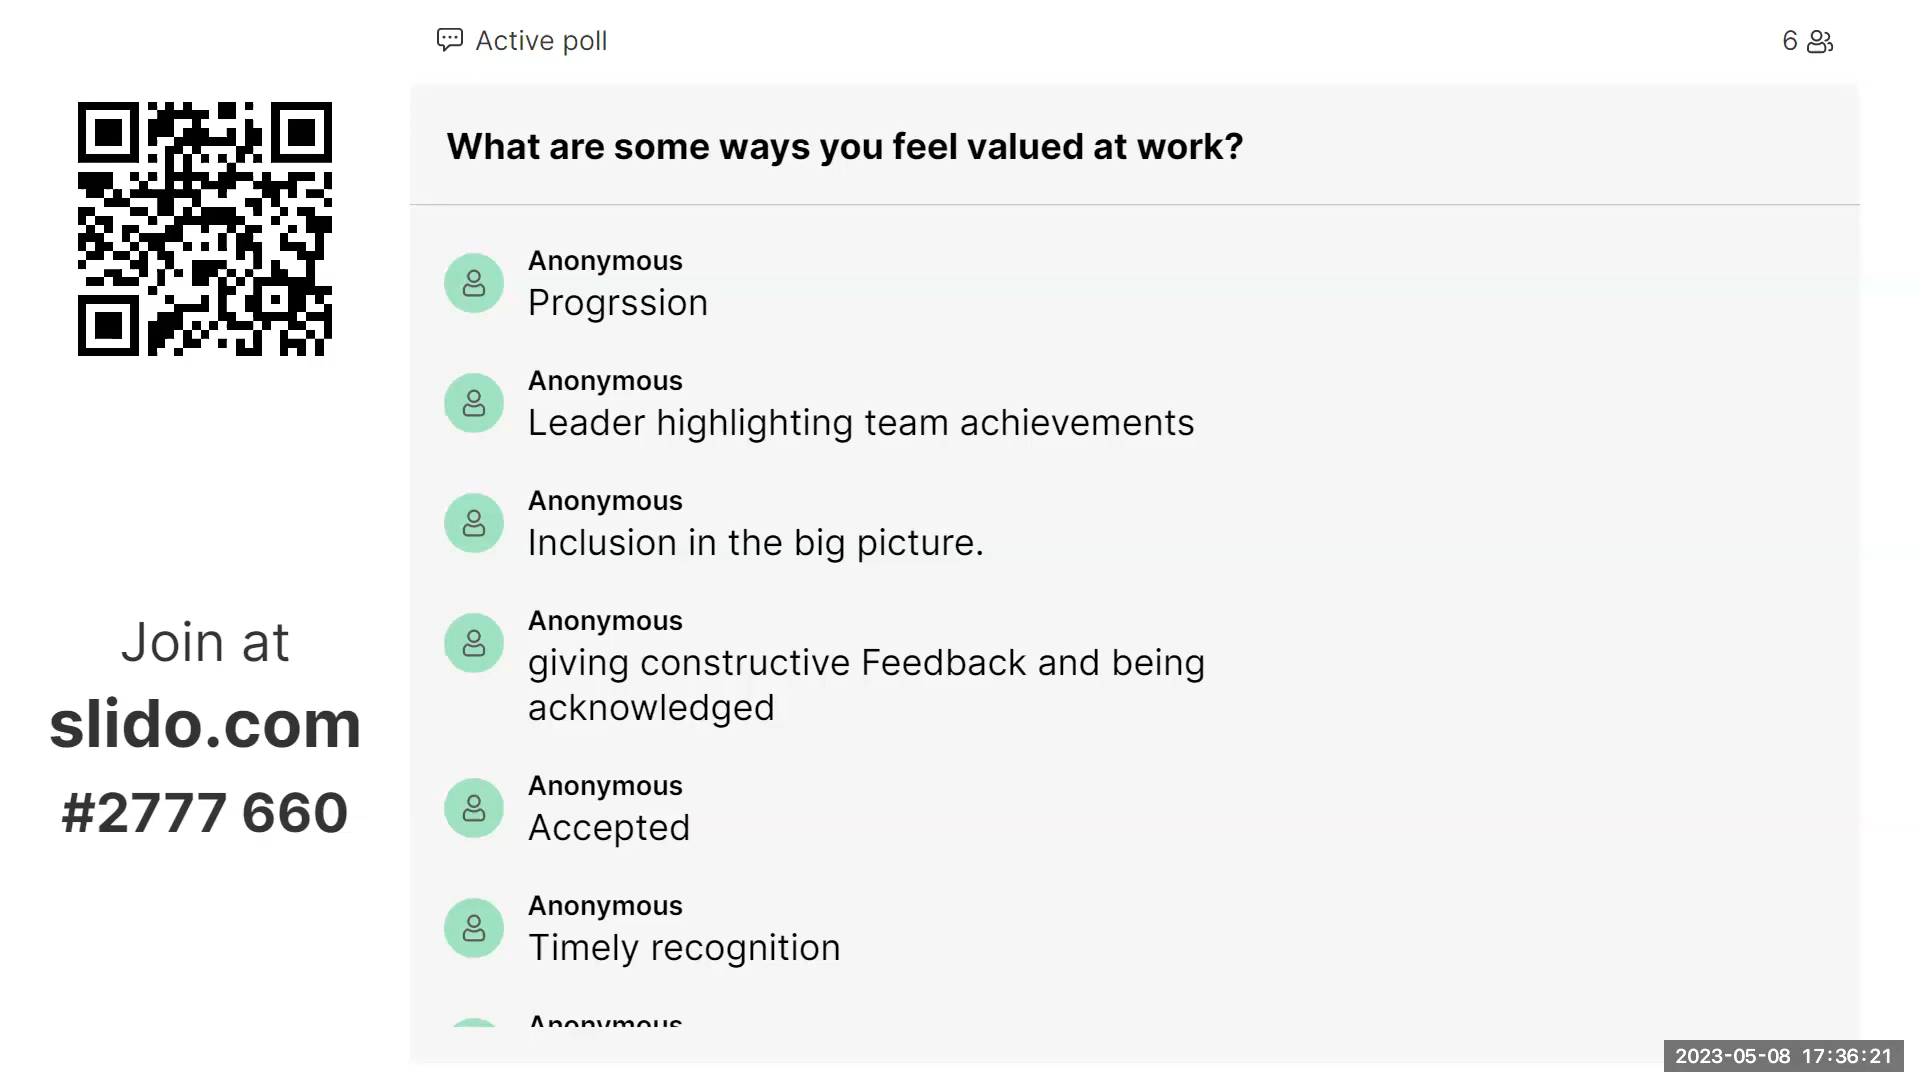 Active poll
6
What are some ways you feel valued at work?
Anonymous
Progrssion
Anonymous
Leader highlighting team achievements
Anonymous
Inclusion in the big picture.
Anonymous
giving constructive Feedback and being
acknowledged
Anonymous
Accepted
Anonymous
Timely recognition
Anonymous
Join at
slido.com
#2777 660
2023-05-08 17:36:21